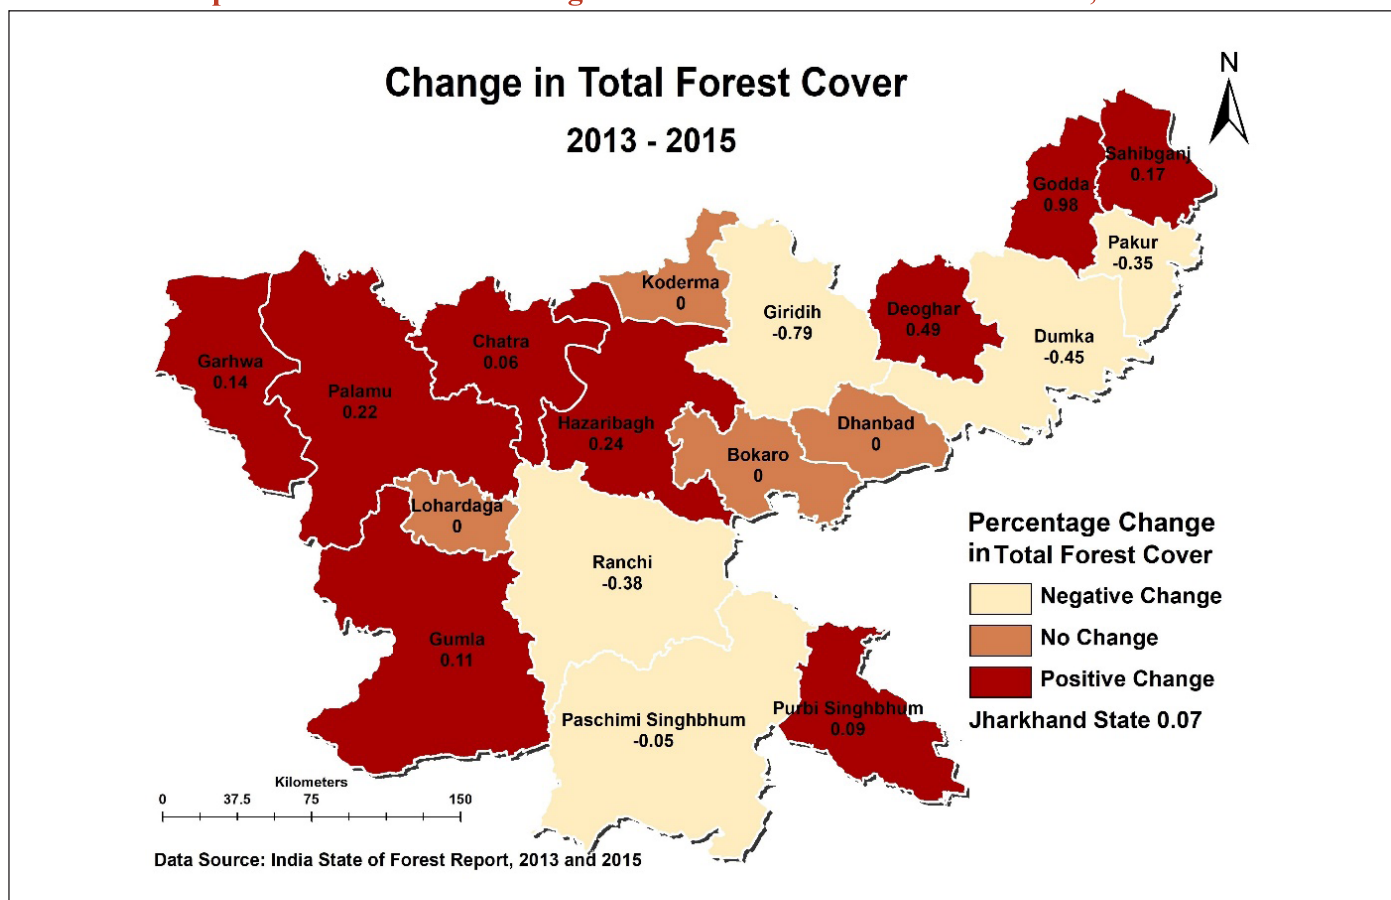 Change in Total Forest Cover
2013 - 2015
N
Sahibganj
0.17
Godda
0.98
Pakur
-0.35
Koderma
0
Giridih
-0.79
Deoghar
0.49
Dumka
-0.45
Chatra
0.06
Garhwa
0.14
Palamu
0.22
Hazaribagh
0.24
Dhanbad
0
Bokaro
0
Lohardaga
0
Ranchi
-0.38
Gumla
0.11
Paschimi Singhbhum
-0.05
Purbi Singhbhum
0.09
Percentage Change
in Total Forest Cover
Negative Change
No Change
Positive Change
Jharkhand State 0.07
Kilometers
0 37.5 75 150
Data Source: India State of Forest Report, 2013 and 2015